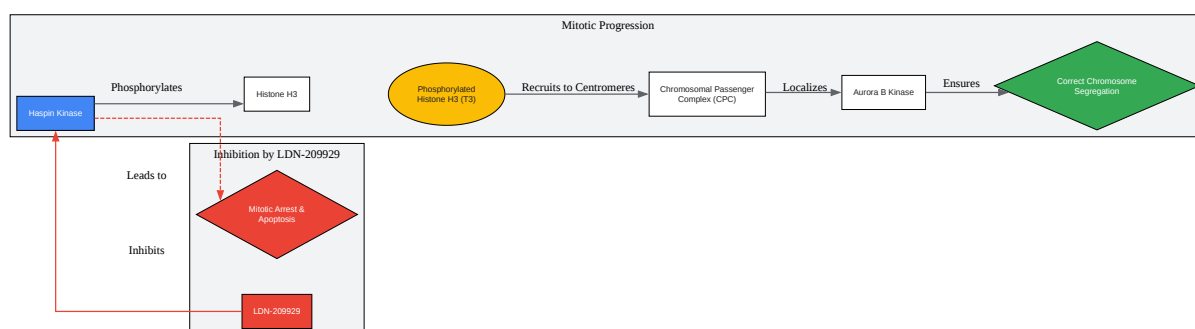 Mitotic Progression
Phosphorylates
Haspin Kinase
Histone H3
Phosphorylated
Histone H3 (T3)
Recruits to Centromeres
Chromosomal Passenger
Complex (CPC)
Localizes
Aurora B Kinase
Ensures
Correct Chromosome
Segregation
Inhibition by LDN-209929
Leads to
Mitotic Arrest &
Apoptosis
Inhibits
LDN-209929